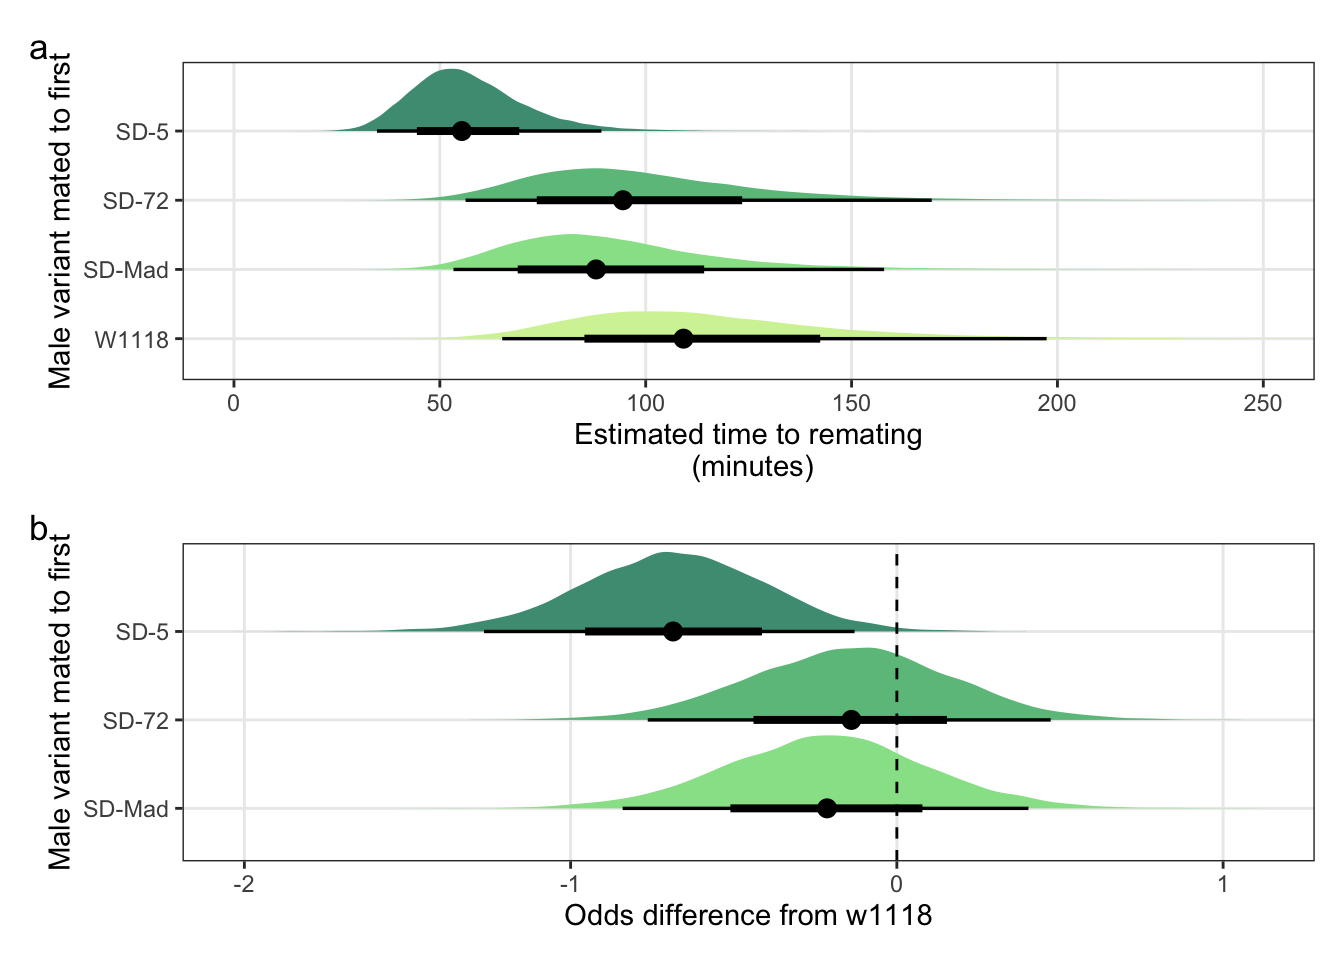 a
Male variant mated to first
SD-5
SD-72
SD-Mad
W1118
0 50 100 150 200 250
Estimated time to remating
(minutes)
b
Male variant mated to first
SD-5
SD-72
SD-Mad
-2 -1 0 1
Odds difference from w1118